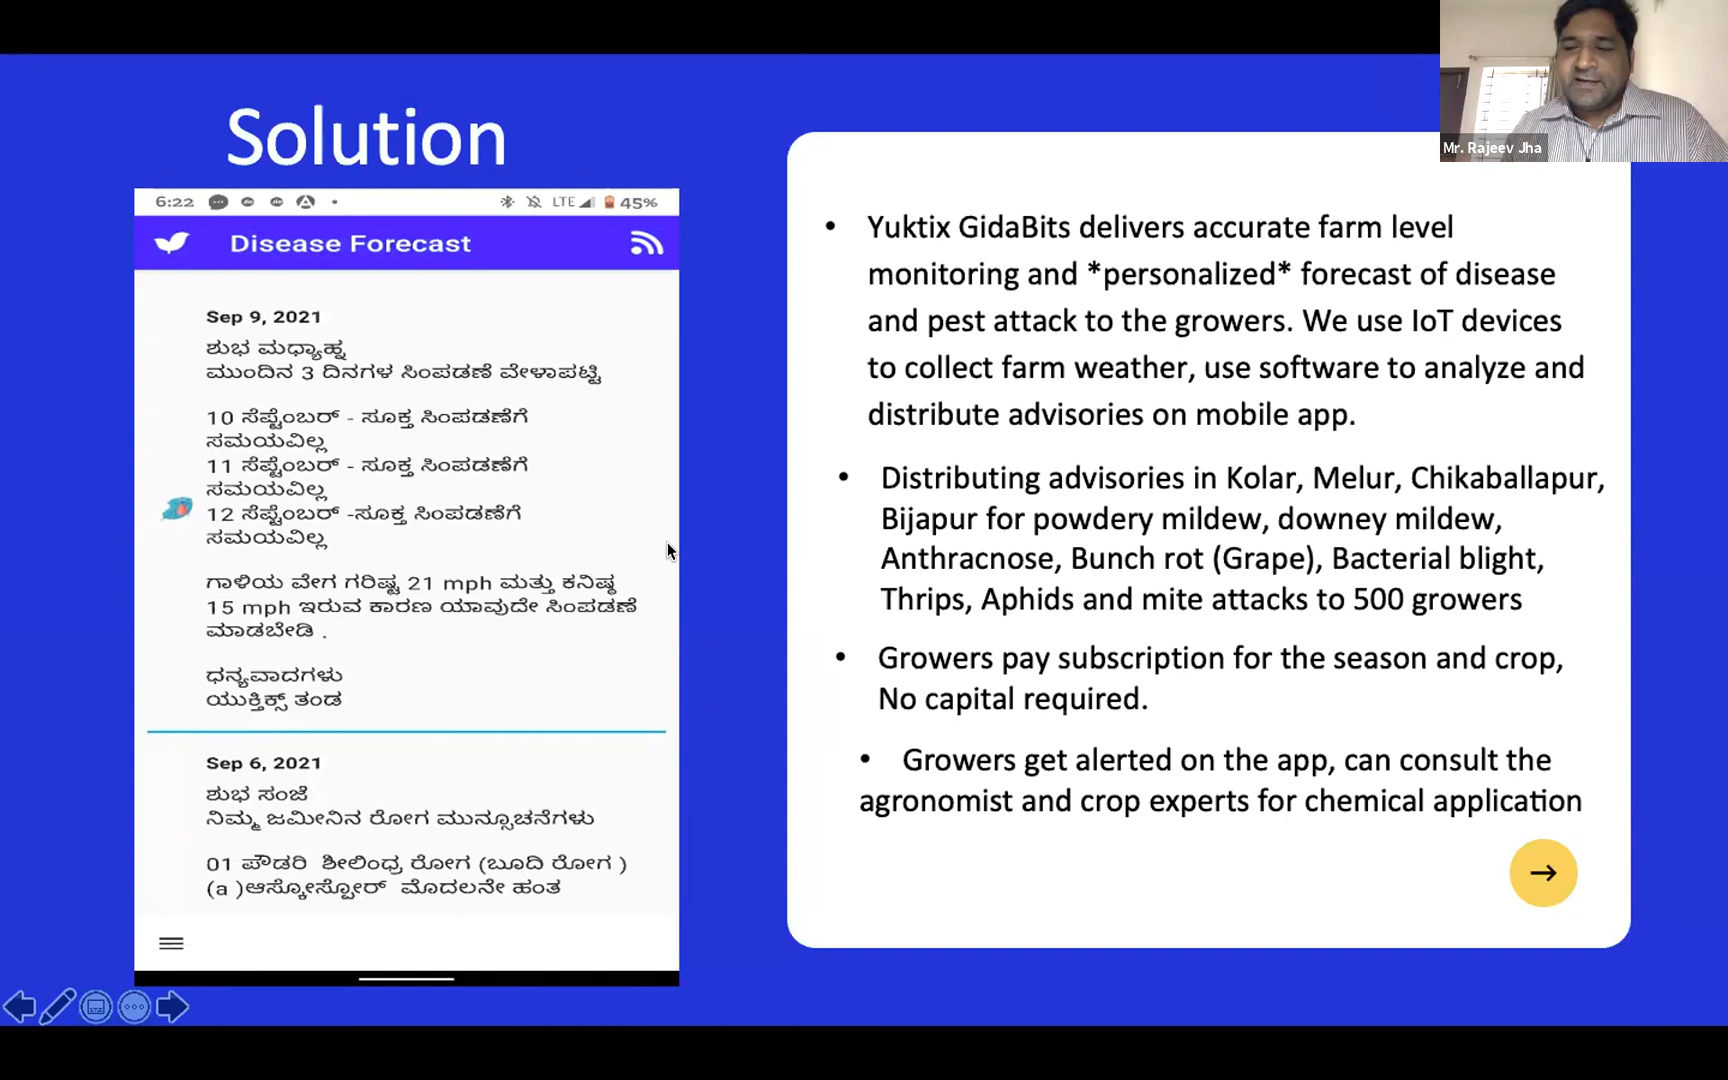 Solution
6:22
LTE
45%
Disease Forecast
Sep 9, 2021
ಶುಭ ಮಧ್ಯಾಹ್ನ
ಮುಂದಿನ 3 ದಿನಗಳ ಸಿಂಪಡಣೆ ವೇಳಾಪಟ್ಟಿ
10 ಸೆಪ್ಟೆಂಬರ್ - ಸೂಕ್ತ ಸಿಂಪಡಣೆಗೆ
ಸಮಯವಿಲ್ಲ
11 ಸೆಪ್ಟೆಂಬರ್ - ಸೂಕ್ತ ಸಿಂಪಡಣೆಗೆ
ಸಮಯವಿಲ್ಲ
12 ಸೆಪ್ಟೆಂಬರ್ -ಸೂಕ್ತ ಸಿಂಪಡಣೆಗೆ
ಸಮಯವಿಲ್ಲ
ಗಾಳಿಯ ವೇಗ ಗರಿಷ್ಟ 21 mph ಮತ್ತು ಕನಿಷ್ಠ
15 mph ಇರುವ ಕಾರಣ ಯಾವುದೇ ಸಿಂಪಡಣೆ
ಮಾಡಬೇಡಿ .
ಧನ್ಯವಾದಗಳು
ಯುಕ್ತಿಕ್ಸ್ ತಂಡ
Sep 6, 2021
ಶುಭ ಸಂಜೆ
ನಿಮ್ಮ ಜಮೀನಿನ ರೋಗ ಮುನ್ಸೂಚನೆಗಳು
01 ಪೌಡರಿ ಶೀಲಿಂಧ್ರ ರೋಗ (ಬೂದಿ ರೋಗ )
(a )ಆಸ್ಕೋಸ್ಪೋರ್ ಮೊದಲನೇ ಹಂತ
Mr. Rajeev Jha
• Yuktix GidaBits delivers accurate farm level
monitoring and *personalized* forecast of disease
and pest attack to the growers. We use IoT devices
to collect farm weather, use software to analyze and
distribute advisories on mobile app.
• Distributing advisories in Kolar, Melur, Chikaballapur,
Bijapur for powdery mildew, downey mildew,
Anthracnose, Bunch rot (Grape), Bacterial blight,
Thrips, Aphids and mite attacks to 500 growers
• Growers pay subscription for the season and crop,
No capital required.
• Growers get alerted on the app, can consult the
agronomist and crop experts for chemical application